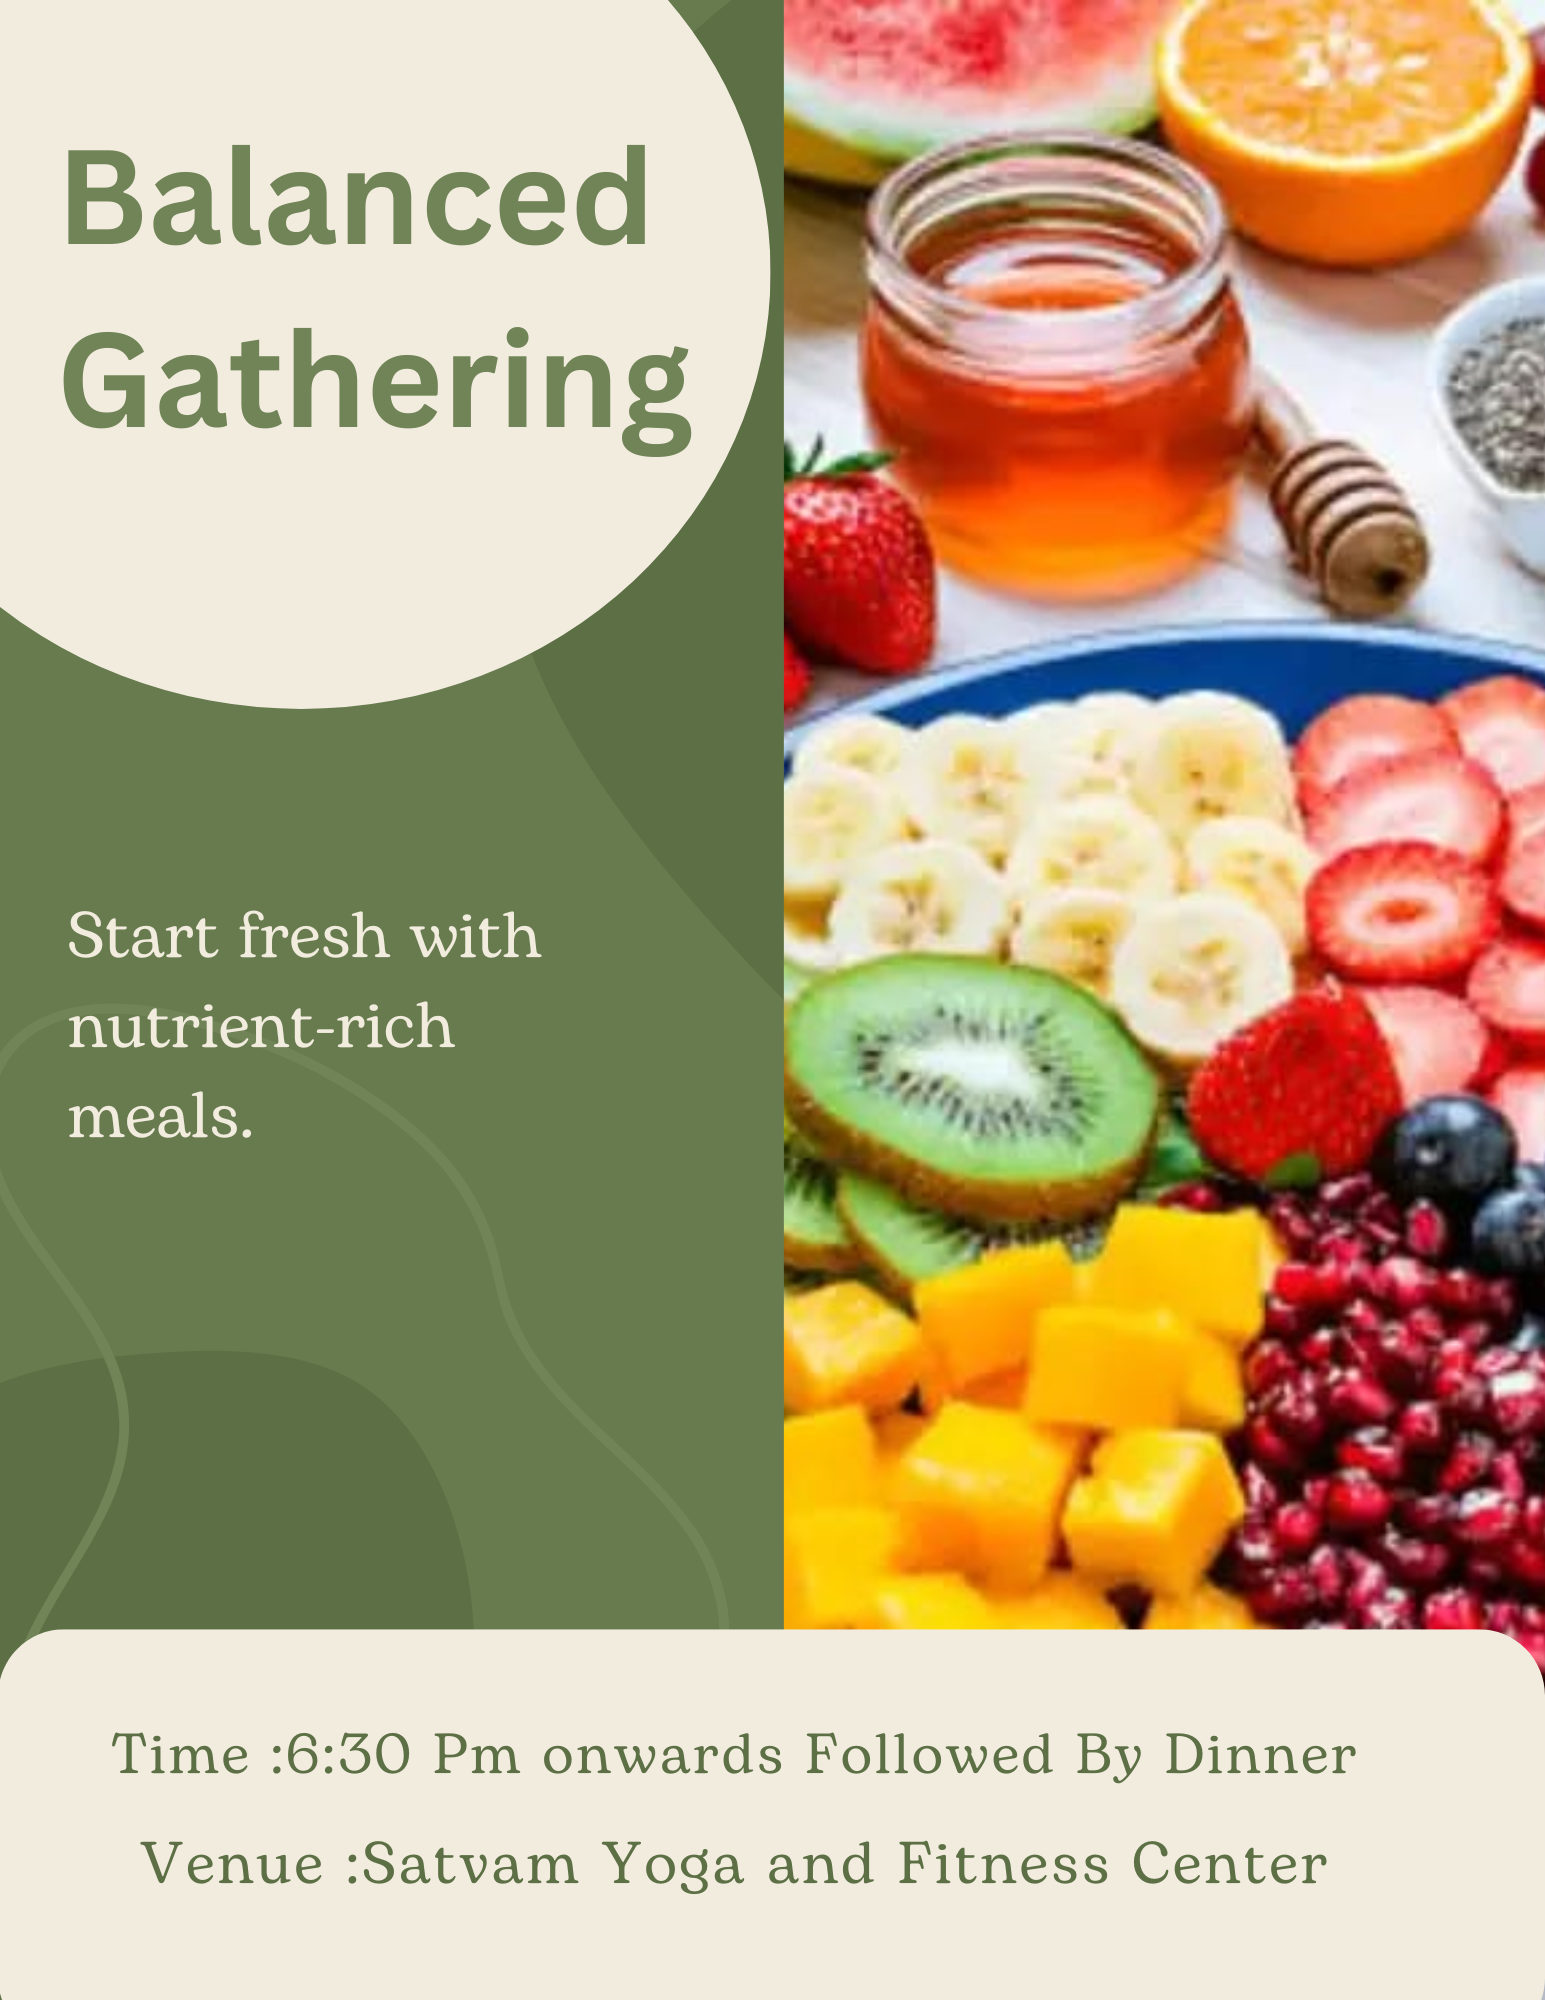 Balanced
Gathering
Start fresh with
nutrient-rich
meals.
Time :6:30 Pm onwards Followed By Dinner
Venue :Satvam Yoga and Fitness Center